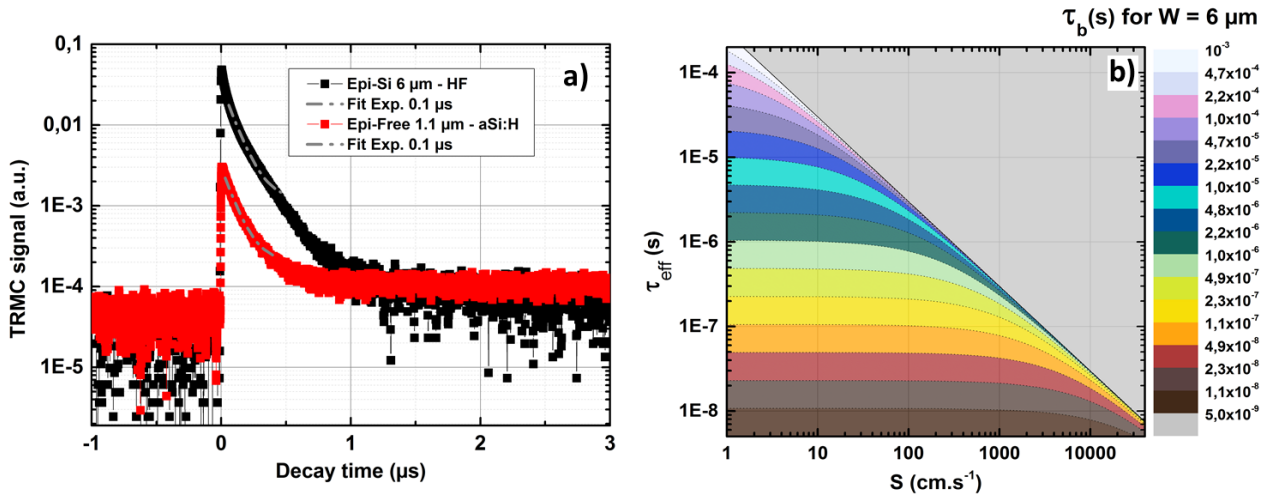 a)
0,1
0,01
1E-3
1E-4
1E-5
TRMC signal (a.u.)
Epi-Si 6 µm - HF
Fit Exp. 0.1 µs
Epi-Free 1.1 µm - aSi:H
Fit Exp. 0.1 µs
-1
0
1
2
3
Decay time (µs)
τb(s) for W = 6 µm
b)
1E-4
1E-5
1E-6
1E-7
1E-8
τeff (s)
1
10
100
1000
10000
S (cm.s⁻¹)
10⁻³
4,7x10⁻⁴
2,2x10⁻⁴
1,0x10⁻⁴
4,7x10⁻⁵
2,2x10⁻⁵
1,0x10⁻⁵
4,8x10⁻⁶
2,2x10⁻⁶
1,0x10⁻⁶
4,9x10⁻⁷
2,3x10⁻⁷
1,1x10⁻⁷
4,9x10⁻⁸
2,3x10⁻⁸
1,1x10⁻⁸
5,0x10⁻⁹